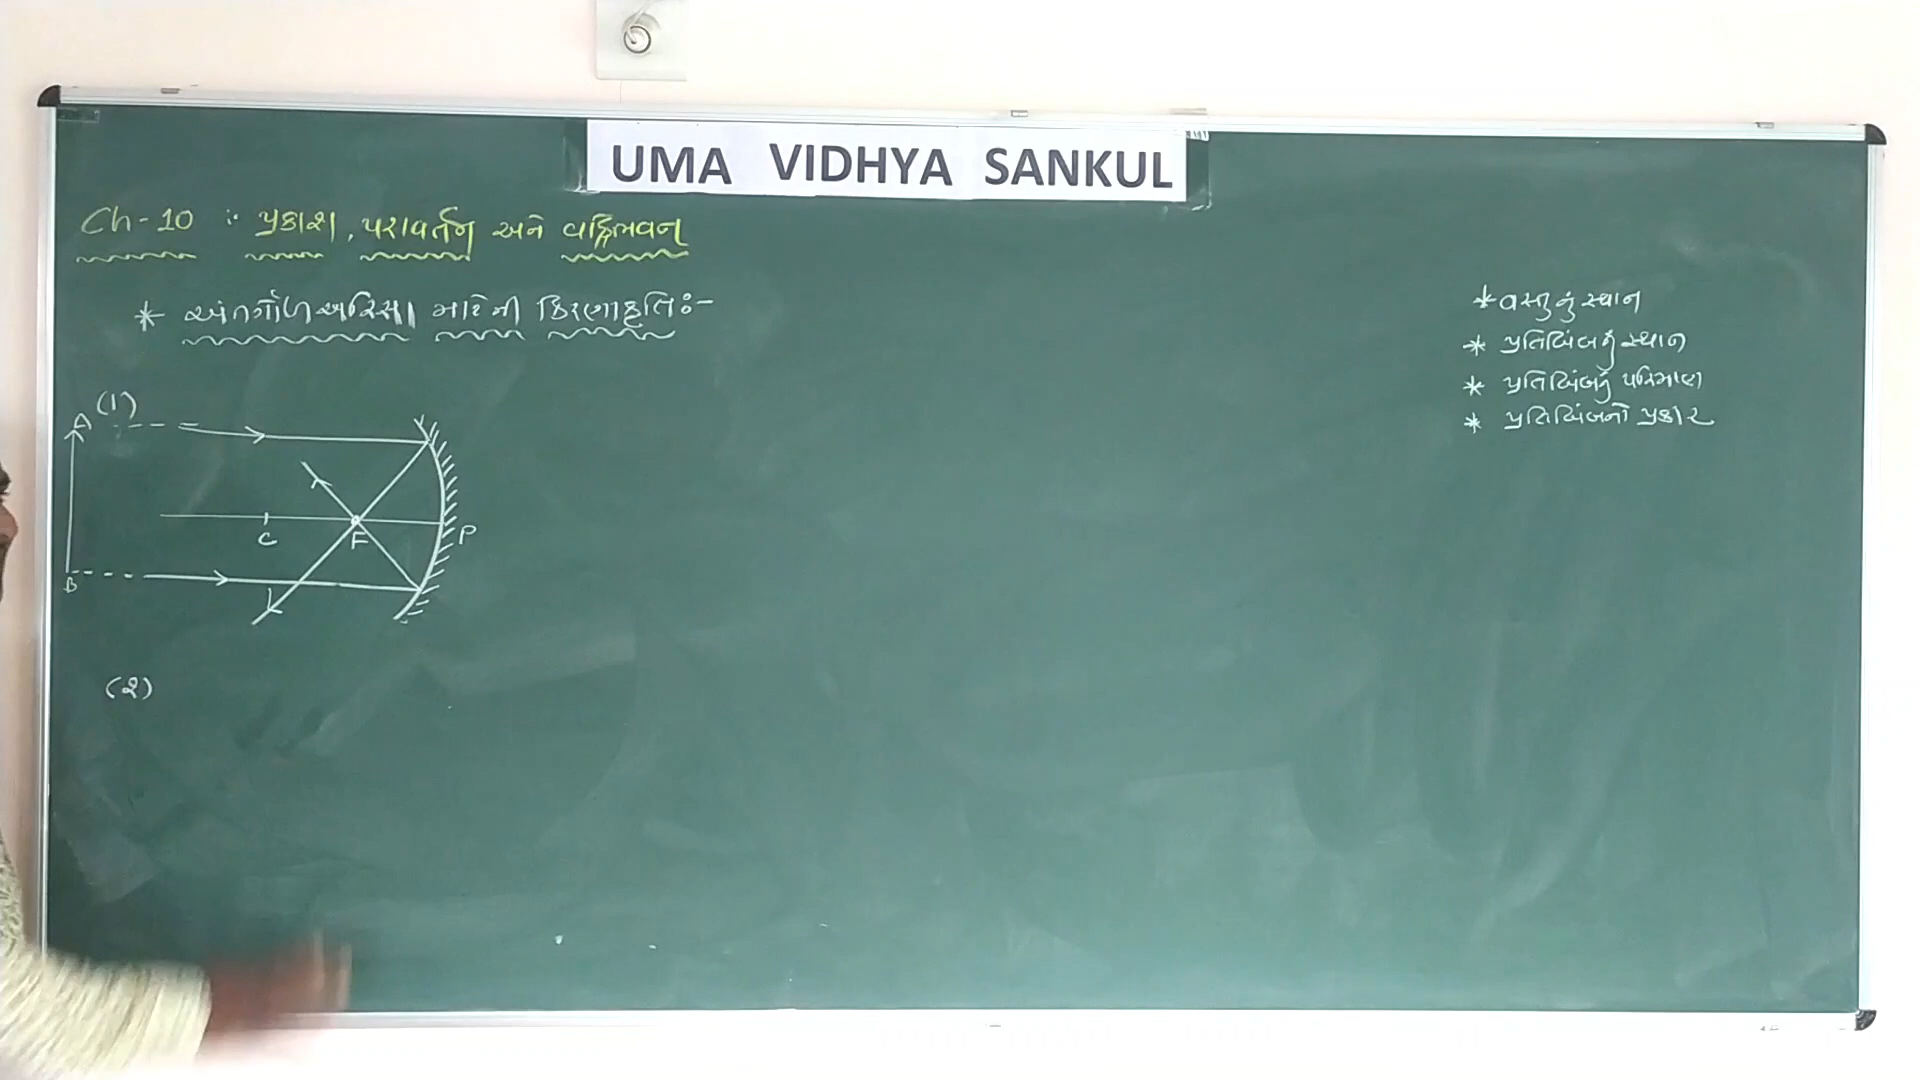 UMA VIDHYA SANKUL
Ch-10 : પ્રકાશ, પરાવર્તન અને વક્રિભવન
* અંતર્ગોળ અરિસા માટેની કિરણાકૃતિ :-
* વસ્તુનું સ્થાન
* પ્રતિબિંબનું સ્થાન
* પ્રતિબિંબનું પરિમાણ
* પ્રતિબિંબનો પ્રકાર
(1)
A
C
F
P
B
(૨)